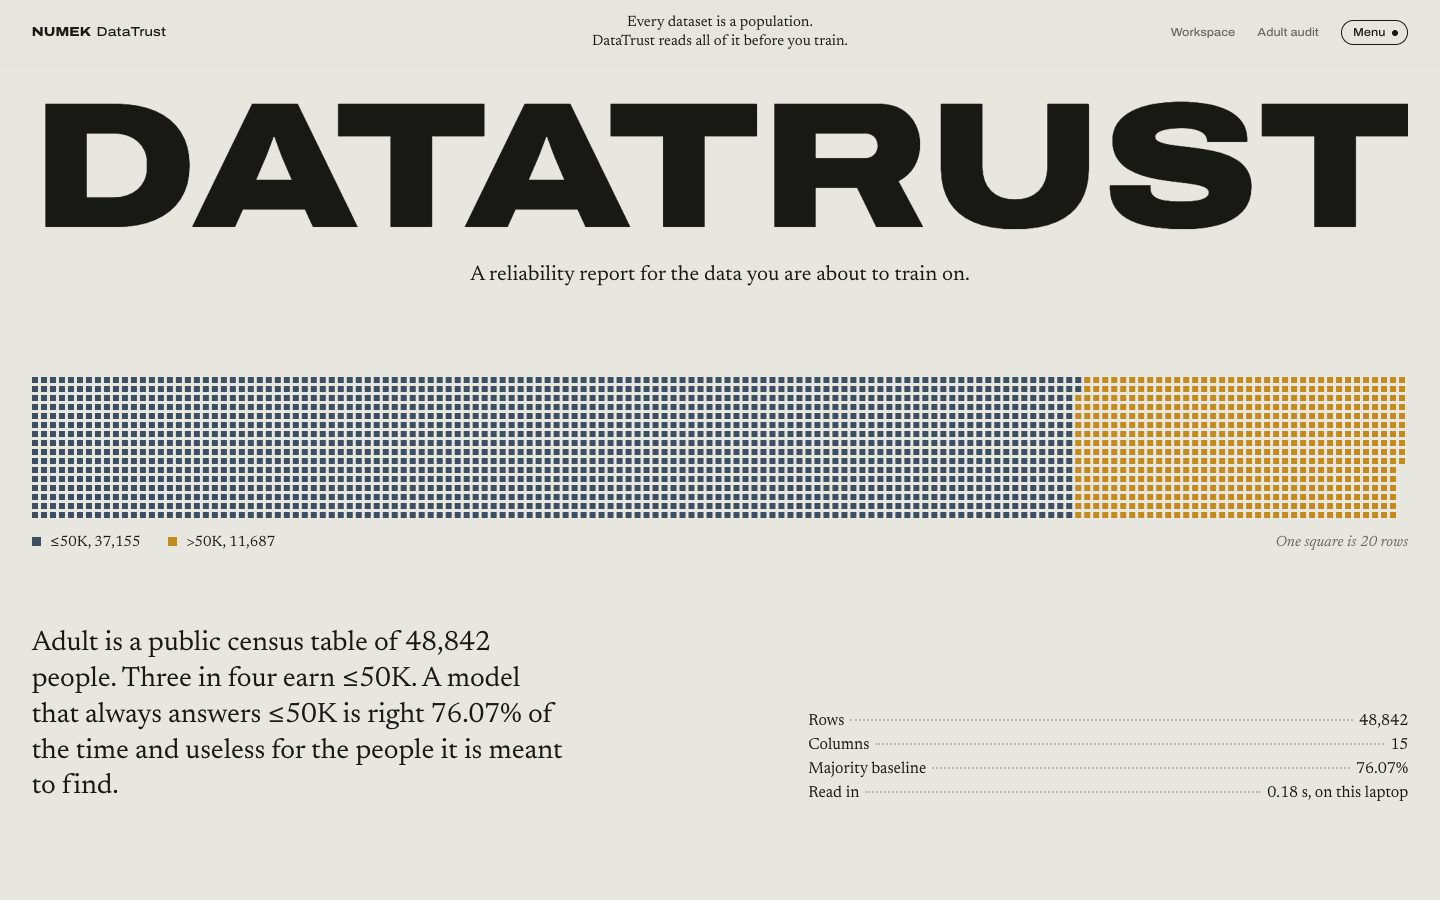 NUMEK DataTrust
Every dataset is a population.
DataTrust reads all of it before you train.
Workspace
Adult audit
Menu
DATATRUST
A reliability report for the data you are about to train on.
≤50K, 37,155
>50K, 11,687
One square is 20 rows
Adult is a public census table of 48,842
people. Three in four earn ≤50K. A model
that always answers ≤50K is right 76.07% of
the time and useless for the people it is meant
to find.
Rows 48,842
Columns 15
Majority baseline 76.07%
Read in 0.18 s, on this laptop